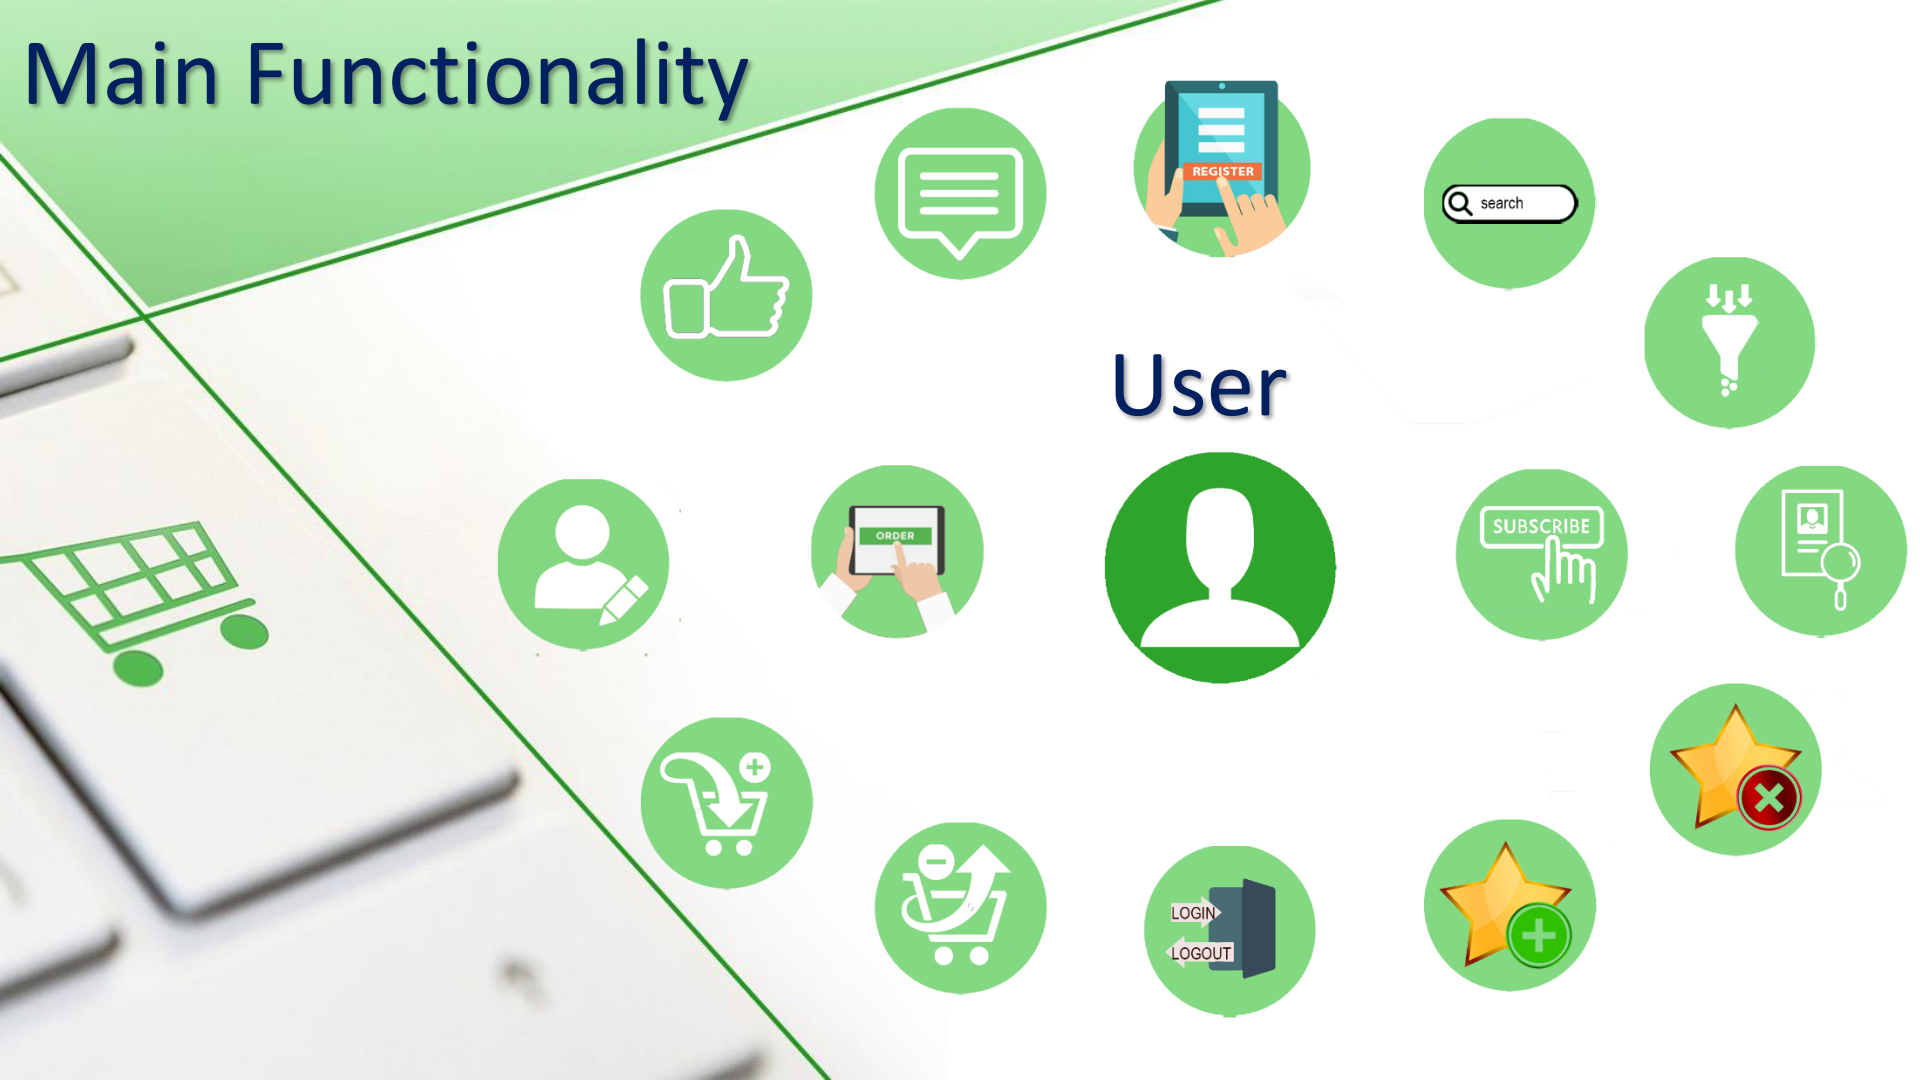 Main Functionality
REGISTER
search
User
ORDER
SUBSCRIBE
LOGIN
LOGOUT